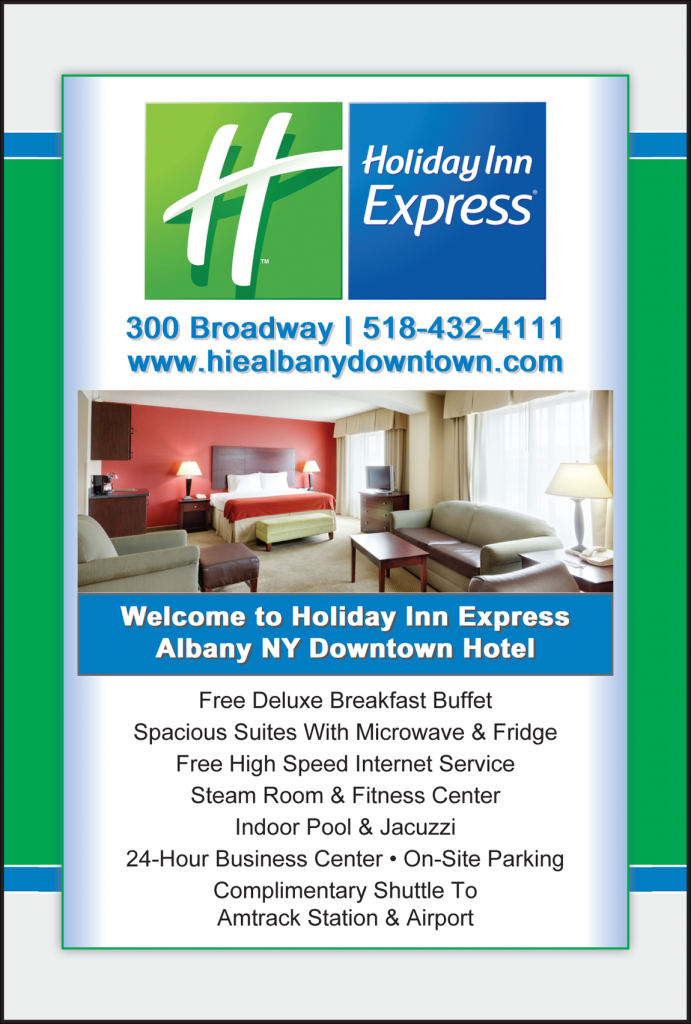 Holiday Inn
Express®
TM
300 Broadway | 518-432-4111
www.hiealbanydowntown.com
Welcome to Holiday Inn Express
Albany NY Downtown Hotel
Free Deluxe Breakfast Buffet
Spacious Suites With Microwave & Fridge
Free High Speed Internet Service
Steam Room & Fitness Center
Indoor Pool & Jacuzzi
24-Hour Business Center • On-Site Parking
Complimentary Shuttle To
Amtrack Station & Airport